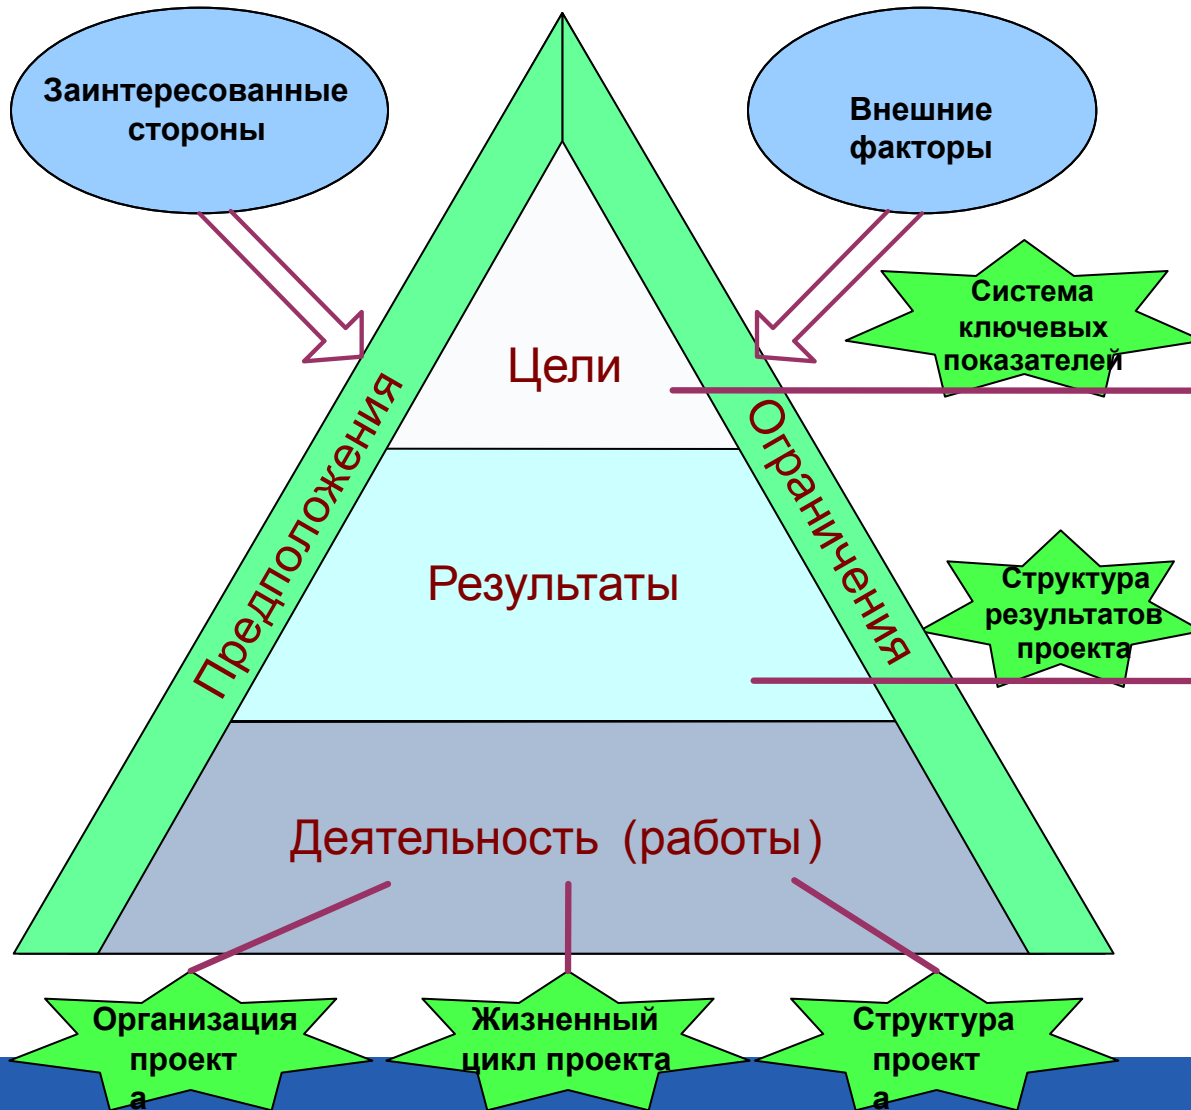 Заинтересованные
стороны
Внешние
факторы
Система
ключевых
показателей
Цели
Предположения
Ограничения
Результаты
Структура
результатов
проекта
Деятельность (работы)
Организация
проект
а
Жизненный
цикл проекта
Структура
проект
а